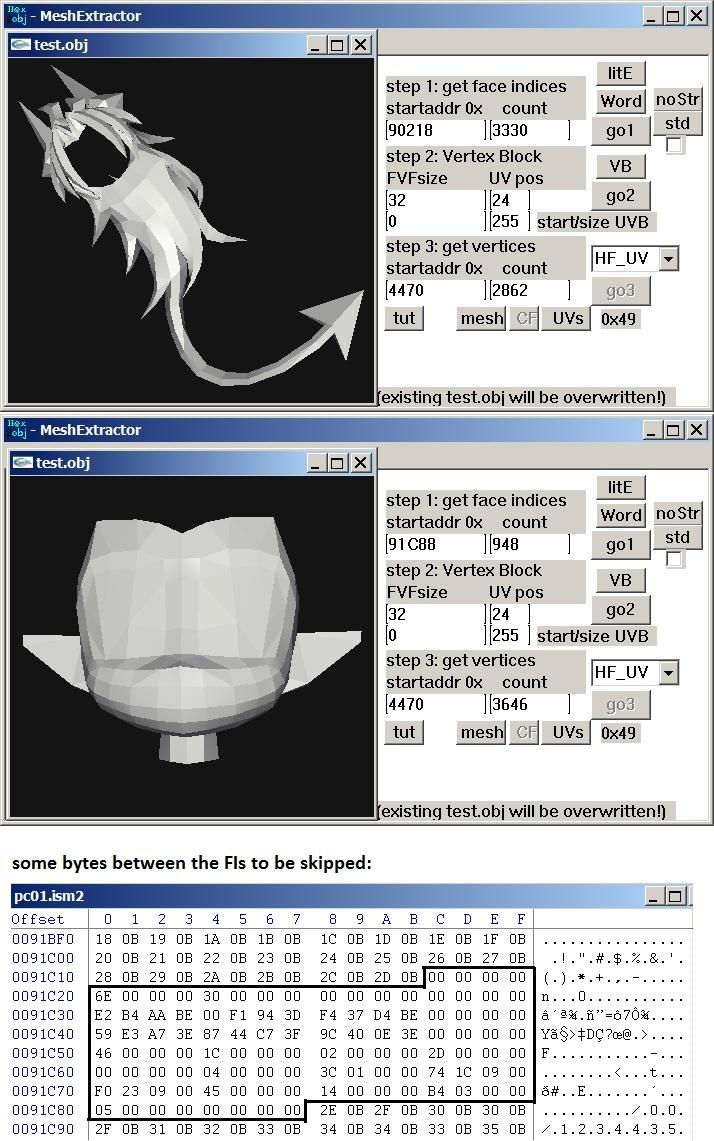 Hex
obj - MeshExtractor
test.obj
step 1: get face indices litE
startaddr 0x count Word noStr
90218 3330 go1 std
step 2: Vertex Block
FVFsize UV pos VB
32 24 go2
0 255 start/size UVB
step 3: get vertices
startaddr 0x count HF_UV
4470 2862 go3
tut mesh CF UVs 0x49
(existing test.obj will be overwritten!)
Hex
obj - MeshExtractor
test.obj
step 1: get face indices litE
startaddr 0x count Word noStr
91C88 948 go1 std
step 2: Vertex Block
FVFsize UV pos VB
32 24 go2
0 255 start/size UVB
step 3: get vertices
startaddr 0x count HF_UV
4470 3646 go3
tut mesh CF UVs 0x49
(existing test.obj will be overwritten!)
some bytes between the FIs to be skipped:
pc01.ism2
Offset 0 1 2 3 4 5 6 7 8 9 A B C D E F
0091BF0 18 0B 19 0B 1A 0B 1B 0B 1C 0B 1D 0B 1E 0B 1F 0B ................
0091C00 20 0B 21 0B 22 0B 23 0B 24 0B 25 0B 26 0B 27 0B .!.".#.$.%.&.'.
0091C10 28 0B 29 0B 2A 0B 2B 0B 2C 0B 2D 0B 00 00 00 00 (.).*.+.,.-.....
0091C20 6E 00 00 00 30 00 00 00 00 00 00 00 00 00 00 00 n...0...........
0091C30 E2 B4 AA BE 00 F1 94 3D F4 37 D4 BE 00 00 00 00 â´ª¾.ñ”=ô7Ô¾....
0091C40 59 E3 A7 3E 87 44 C7 3F 9C 40 0E 3E 00 00 00 00 Yã§>‡DÇ?œ@.>....
0091C50 46 00 00 00 1C 00 00 00 02 00 00 00 2D 00 00 00 F...........-...
0091C60 00 00 00 00 04 00 00 00 3C 01 00 00 74 1C 09 00 ........<...t...
0091C70 F0 23 09 00 45 00 00 00 14 00 00 00 B4 03 00 00 ð#..E.......´...
0091C80 05 00 00 00 00 00 00 00 2E 0B 2F 0B 30 0B 30 0B ........../.0.0.
0091C90 2F 0B 31 0B 32 0B 33 0B 34 0B 34 0B 33 0B 35 0B /.1.2.3.4.4.3.5.